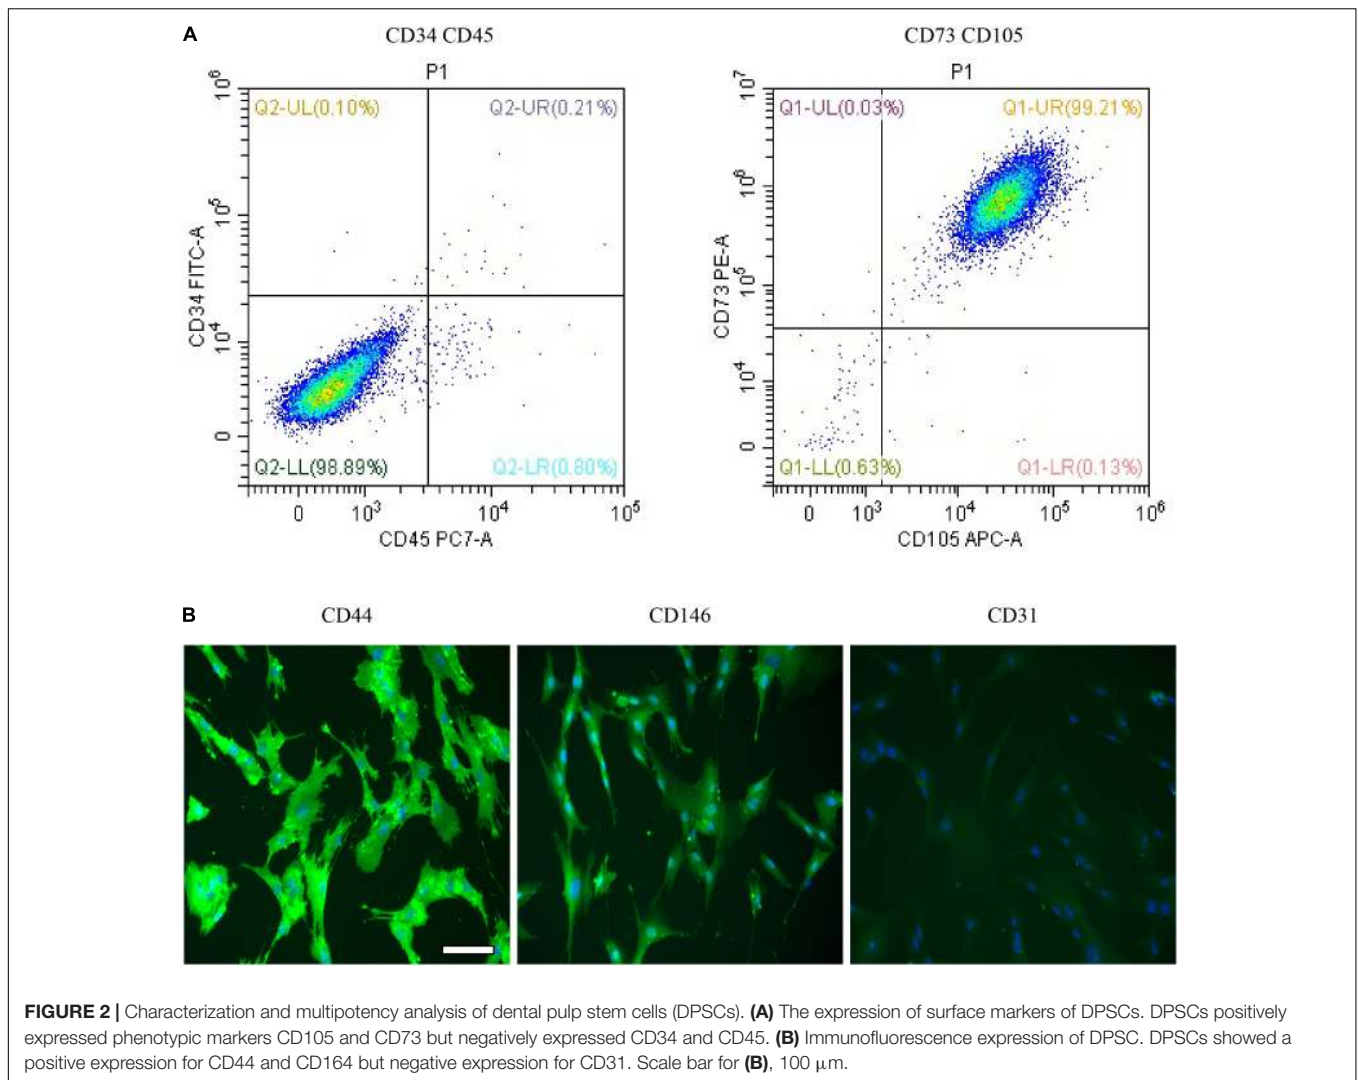 A
CD34 CD45
CD73 CD105
P1
P1
10^6
10^5
10^4
0
CD34 FITC-A
Q2-UL(0.10%)
Q2-UR(0.21%)
Q2-LL(98.89%)
Q2-LR(0.80%)
0
10^3
10^4
10^5
CD45 PC7-A
10^7
10^6
10^5
10^4
0
CD73 PE-A
Q1-UL(0.03%)
Q1-UR(99.21%)
Q1-LL(0.63%)
Q1-LR(0.13%)
0
10^3
10^4
10^5
10^6
CD105 APC-A
B
CD44
CD146
CD31
FIGURE 2 | Characterization and multipotency analysis of dental pulp stem cells (DPSCs). (A) The expression of surface markers of DPSCs. DPSCs positively
expressed phenotypic markers CD105 and CD73 but negatively expressed CD34 and CD45. (B) Immunofluorescence expression of DPSC. DPSCs showed a
positive expression for CD44 and CD164 but negative expression for CD31. Scale bar for (B), 100 μm.